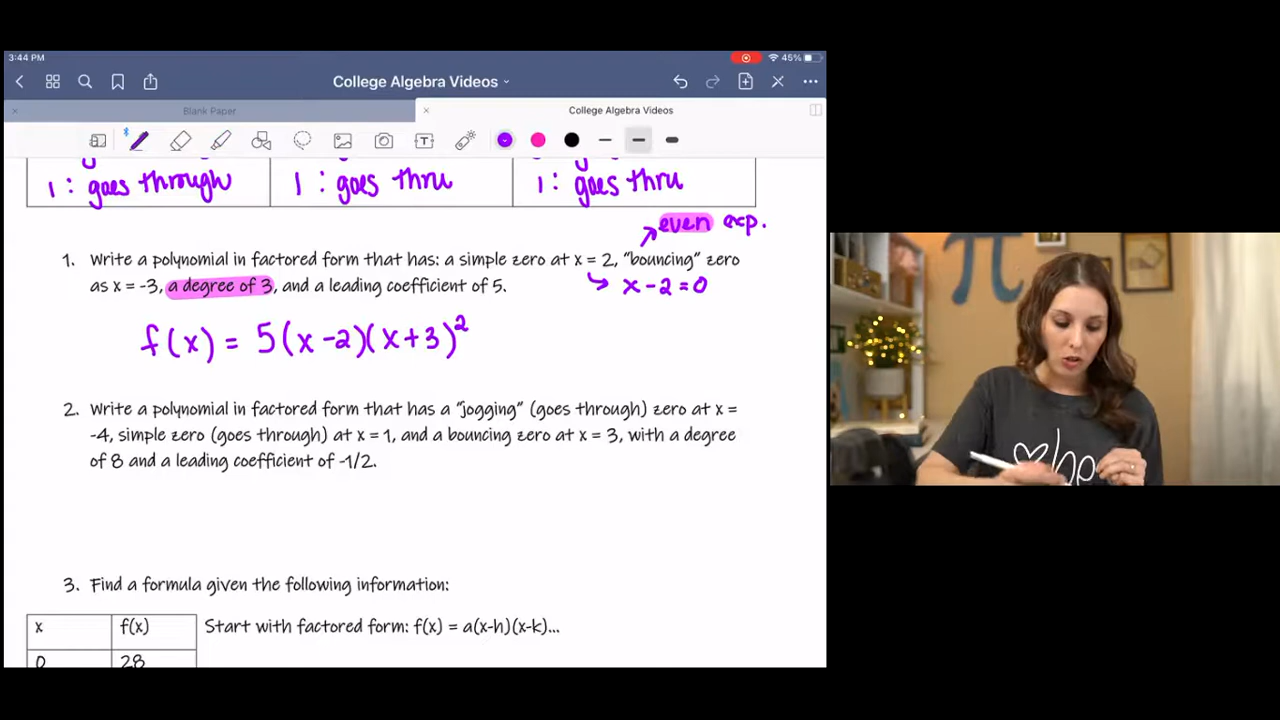 3:44 PM
45%
College Algebra Videos
Blank Paper
College Algebra Videos
1 : goes through
1 : goes thru
1 : goes thru
even exp.
1. Write a polynomial in factored form that has: a simple zero at x = 2, "bouncing" zero
as x = -3, a degree of 3, and a leading coefficient of 5.
x - 2 = 0
f(x) = 5(x-2)(x+3)²
2. Write a polynomial in factored form that has a "jogging" (goes through) zero at x =
-4, simple zero (goes through) at x = 1, and a bouncing zero at x = 3, with a degree
of 8 and a leading coefficient of -1/2.
3. Find a formula given the following information:
x
f(x)
Start with factored form: f(x) = a(x-h)(x-k)...
0
28
π